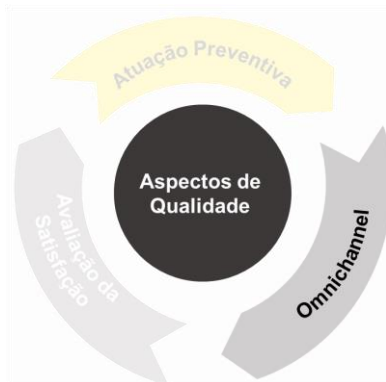 Atuação Preventiva
Aspectos de
Qualidade
Omnichannel
Avaliação da
Satisfação